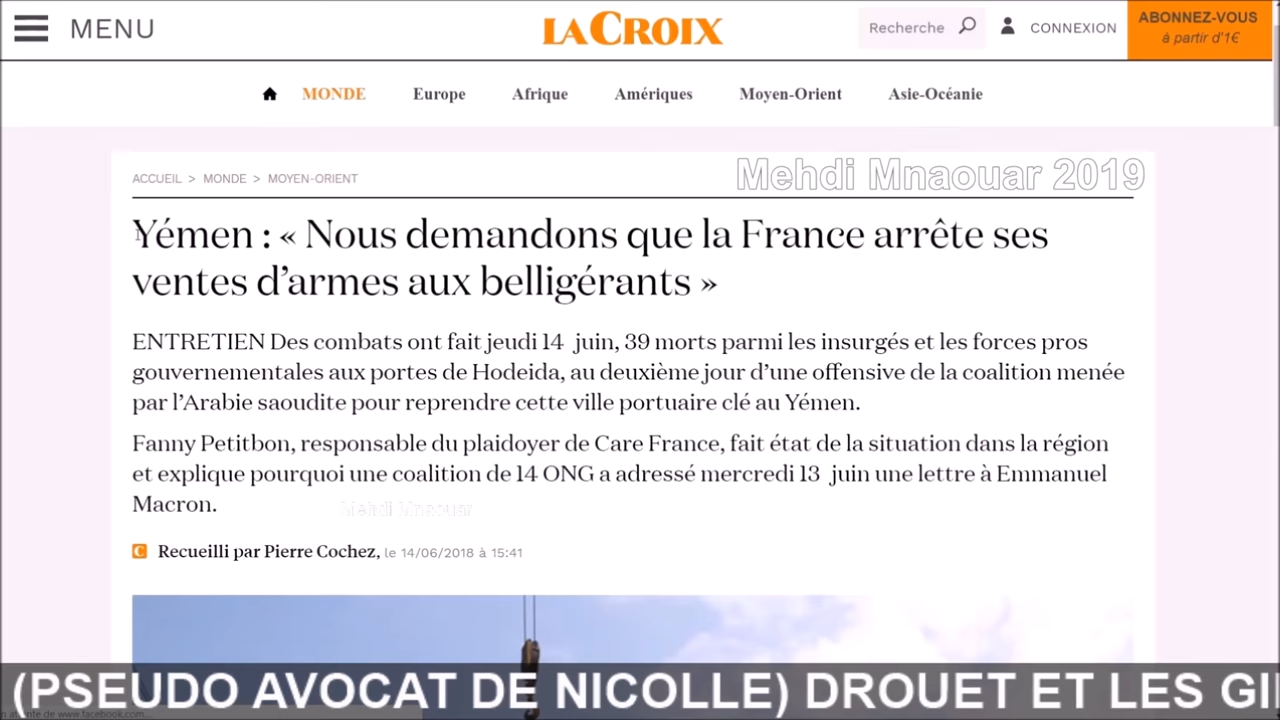 MENU
LA CROIX
Recherche
CONNEXION
ABONNEZ-VOUS
à partir d'1€
MONDE Europe Afrique Amériques Moyen-Orient Asie-Océanie
ACCUEIL > MONDE > MOYEN-ORIENT
Mehdi Mnaouar 2019
Yémen : « Nous demandons que la France arrête ses
ventes d'armes aux belligérants »
ENTRETIEN Des combats ont fait jeudi 14 juin, 39 morts parmi les insurgés et les forces pros
gouvernementales aux portes de Hodeida, au deuxième jour d'une offensive de la coalition menée
par l'Arabie saoudite pour reprendre cette ville portuaire clé au Yémen.
Fanny Petitbon, responsable du plaidoyer de Care France, fait état de la situation dans la région
et explique pourquoi une coalition de 14 ONG a adressé mercredi 13 juin une lettre à Emmanuel
Macron.
Mehdi Mnaouar
C Recueilli par Pierre Cochez, le 14/06/2018 à 15:41
(PSEUDO AVOCAT DE NICOLLE) DROUET ET LES GI
n attente de www.facebook.com...